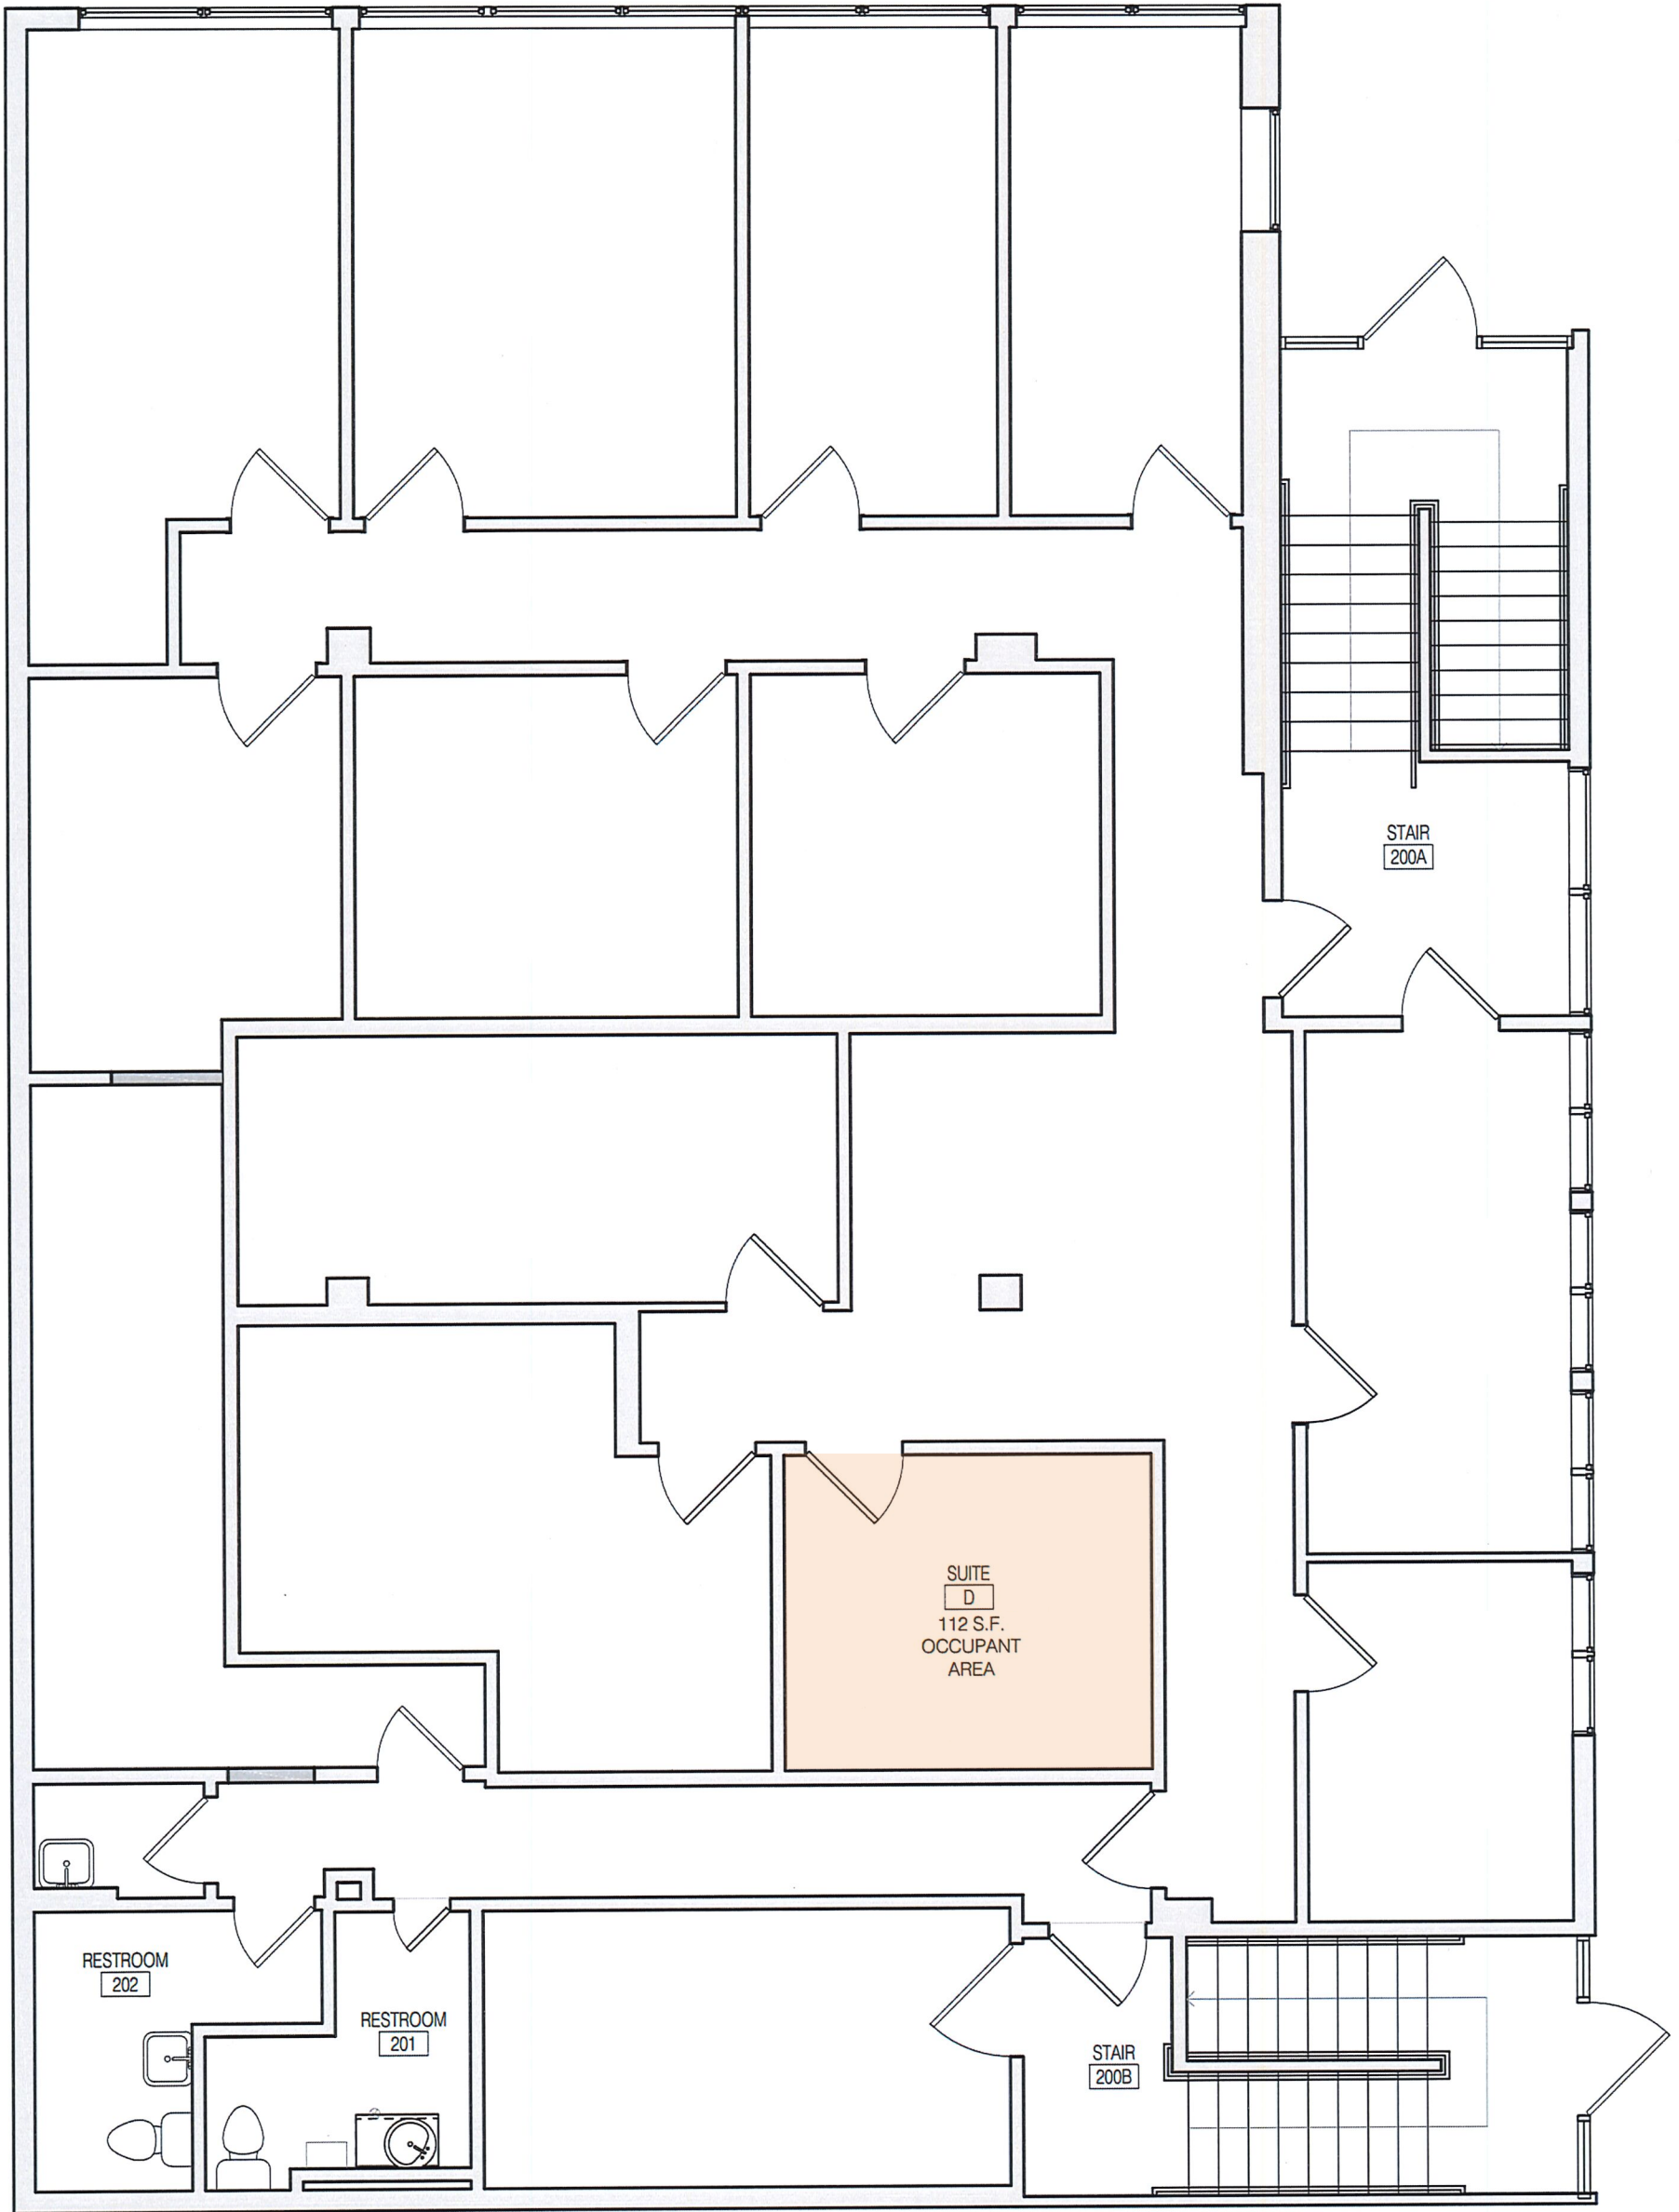 STAIR
200A
SUITE
D
112 S.F.
OCCUPANT
AREA
RESTROOM
202
RESTROOM
201
STAIR
200B